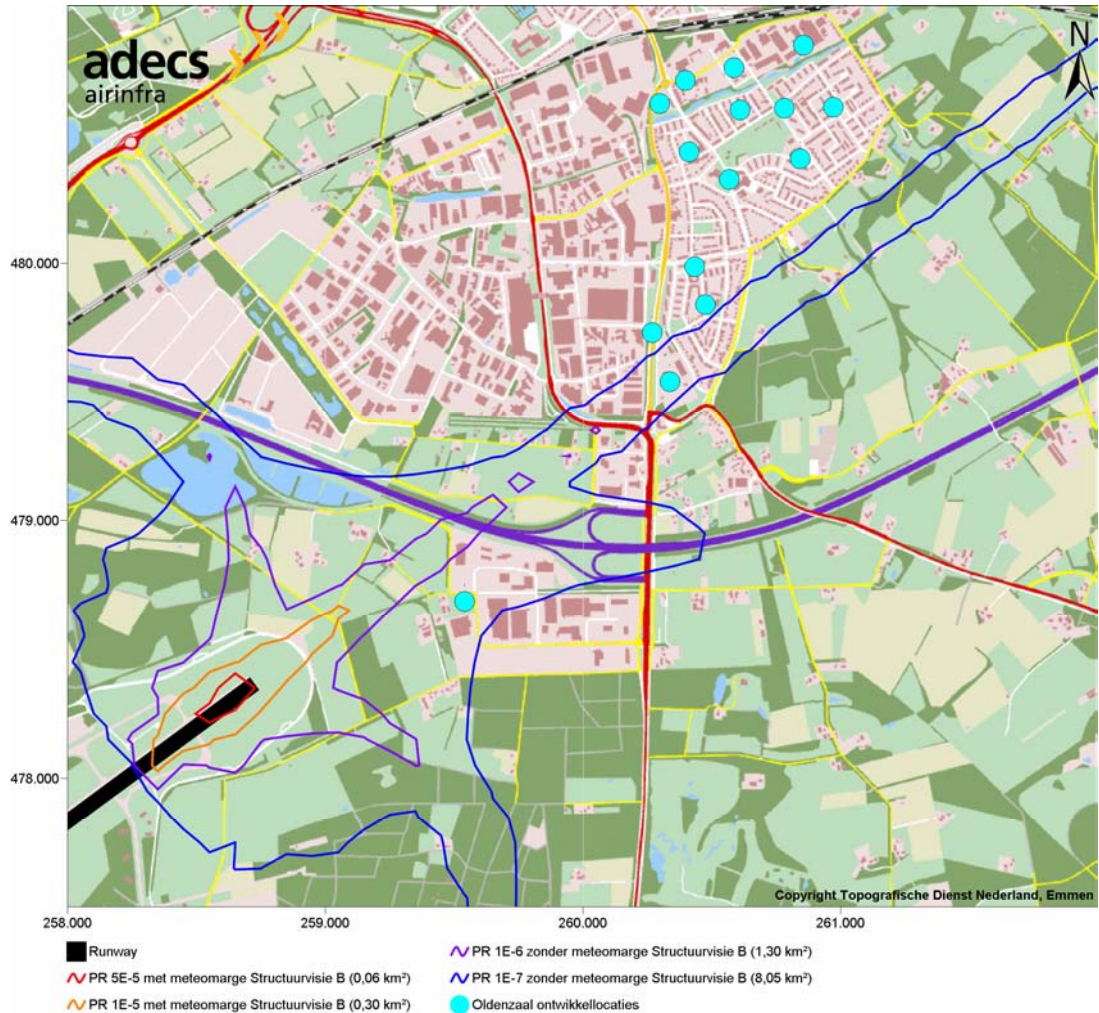 adecs
airinfra
N
480.000
479.000
478.000
Copyright Topografische Dienst Nederland, Emmen
258.000
259.000
260.000
261.000
Runway
PR 5E-5 met meteomarge Structuurvisie B (0,06 km²)
PR 1E-5 met meteomarge Structuurvisie B (0,30 km²)
PR 1E-6 zonder meteomarge Structuurvisie B (1,30 km²)
PR 1E-7 zonder meteomarge Structuurvisie B (8,05 km²)
Oldenzaal ontwikkellocaties